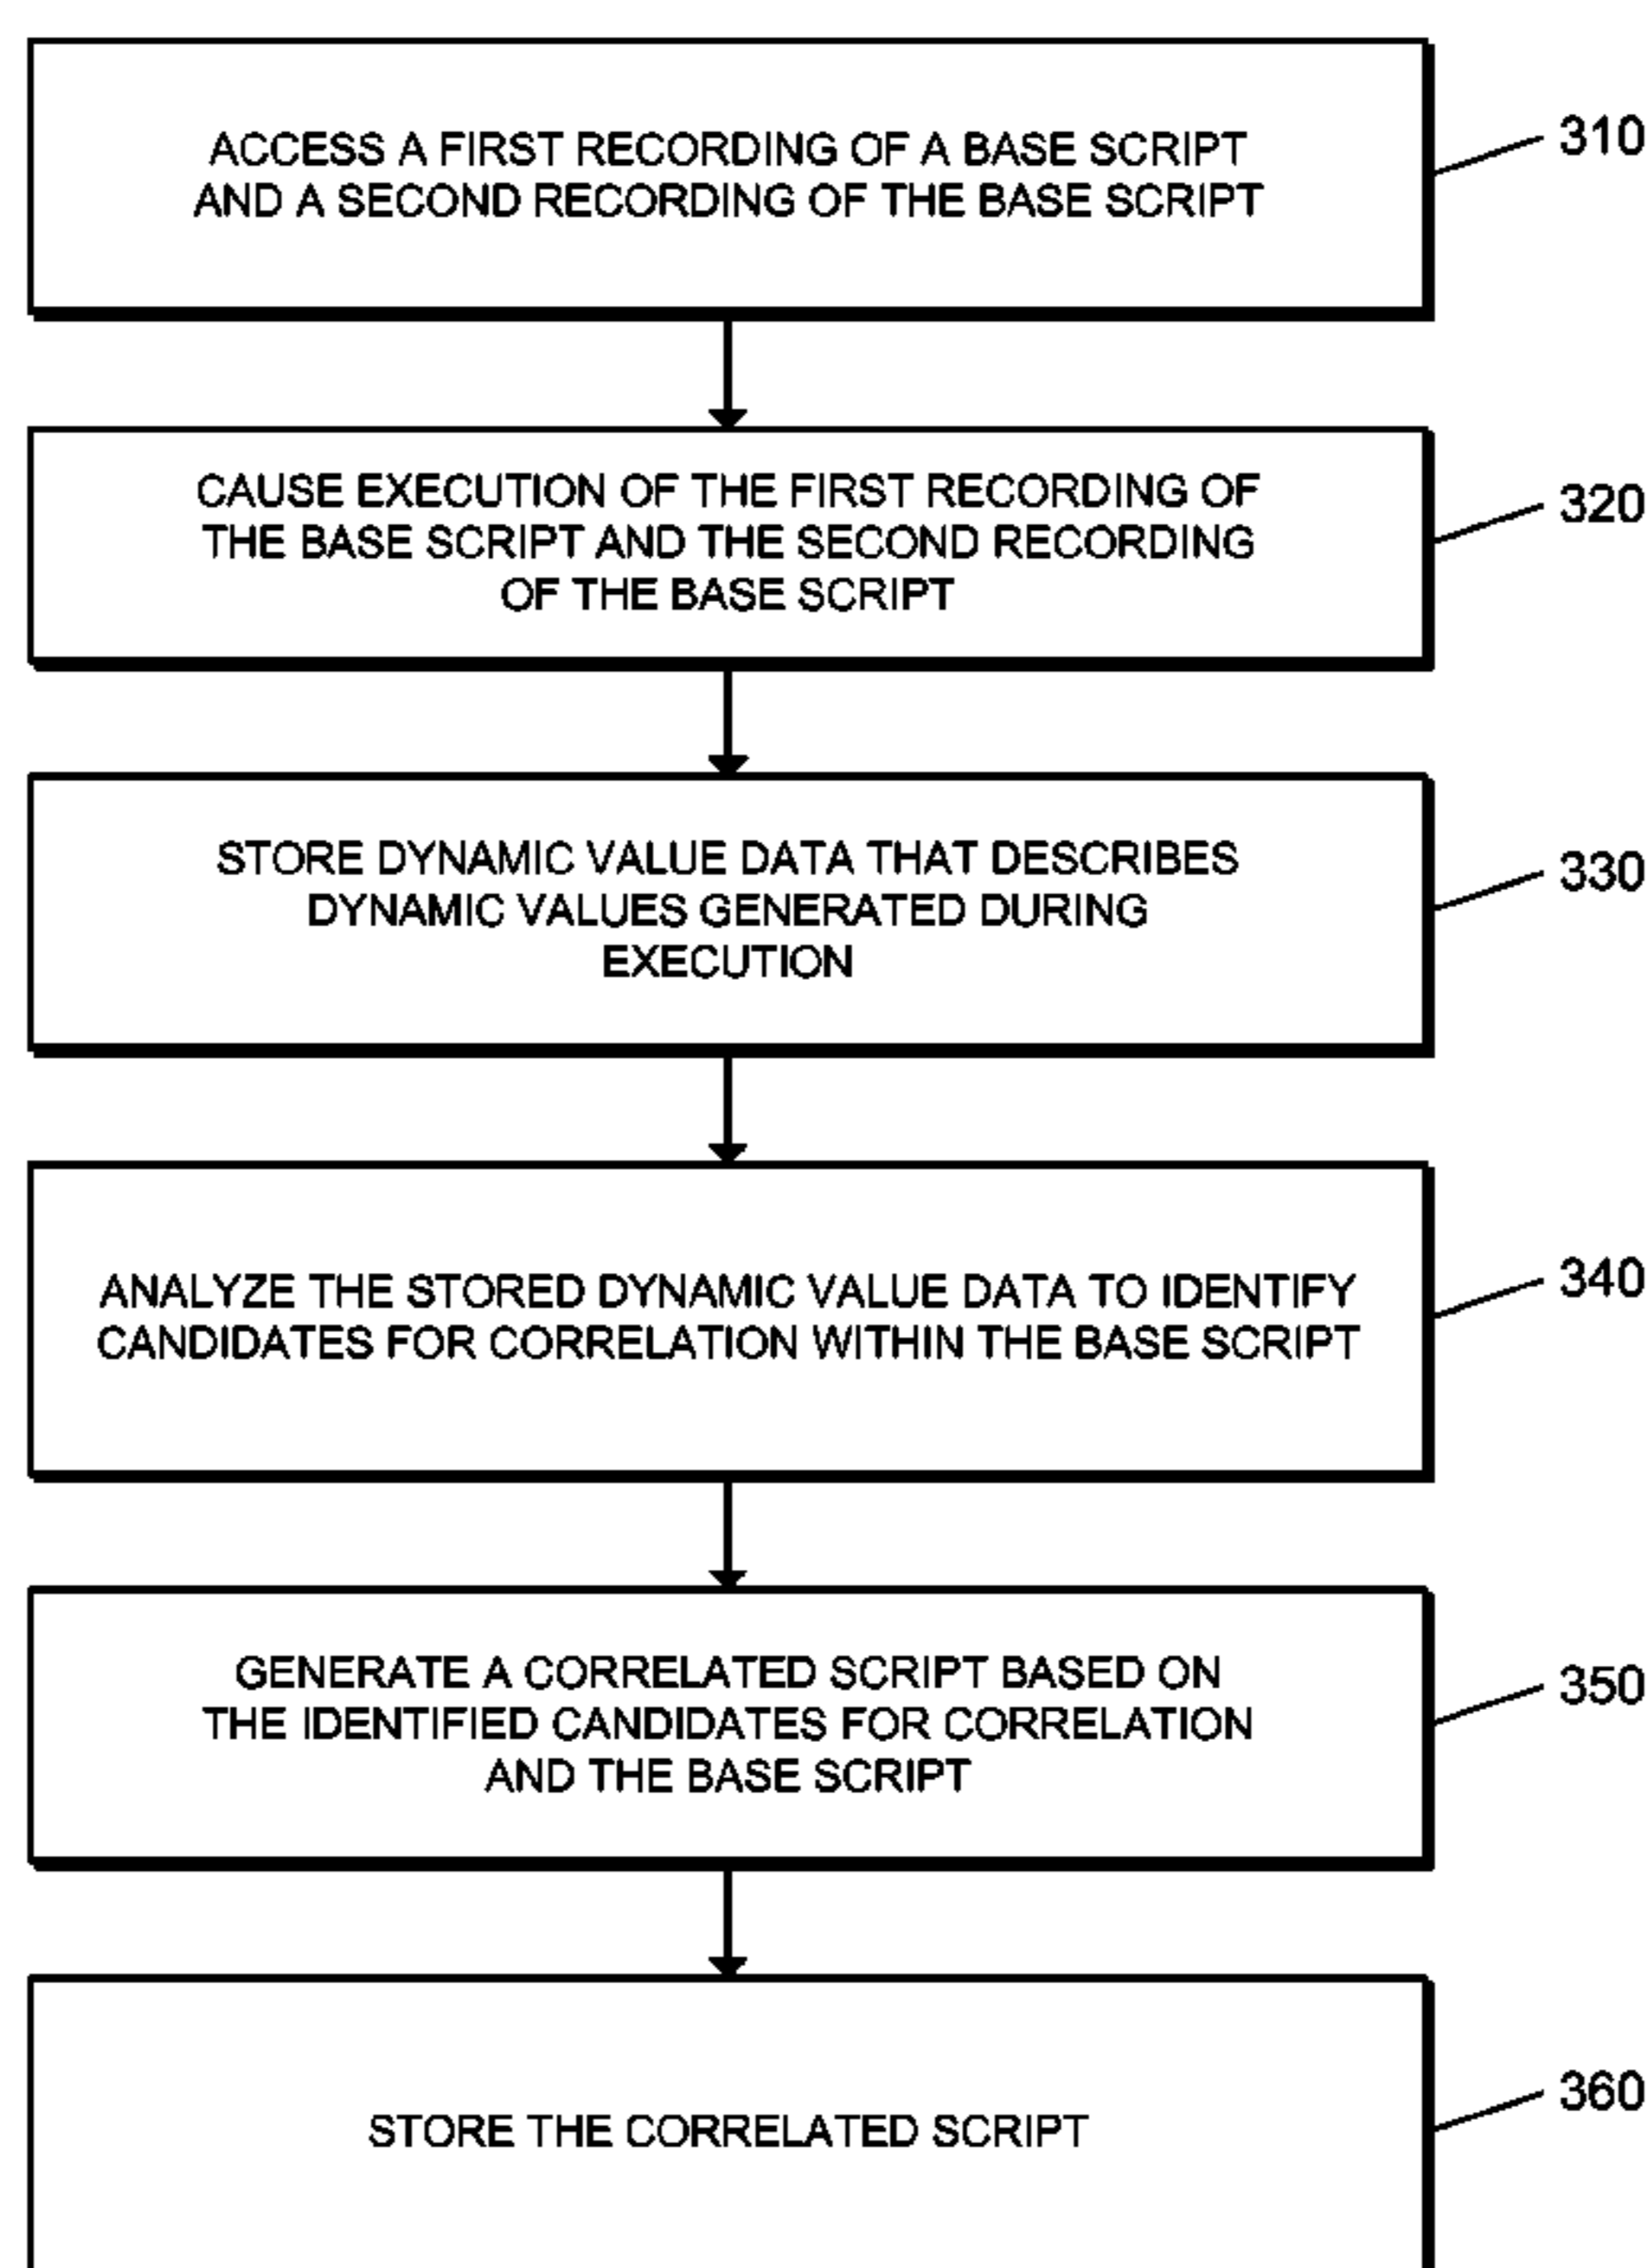 ACCESS A FIRST RECORDING OF A BASE SCRIPT
AND A SECOND RECORDING OF THE BASE SCRIPT
310
CAUSE EXECUTION OF THE FIRST RECORDING OF
THE BASE SCRIPT AND THE SECOND RECORDING
OF THE BASE SCRIPT
320
STORE DYNAMIC VALUE DATA THAT DESCRIBES
DYNAMIC VALUES GENERATED DURING
EXECUTION
330
ANALYZE THE STORED DYNAMIC VALUE DATA TO IDENTIFY
CANDIDATES FOR CORRELATION WITHIN THE BASE SCRIPT
340
GENERATE A CORRELATED SCRIPT BASED ON
THE IDENTIFIED CANDIDATES FOR CORRELATION
AND THE BASE SCRIPT
350
STORE THE CORRELATED SCRIPT
360